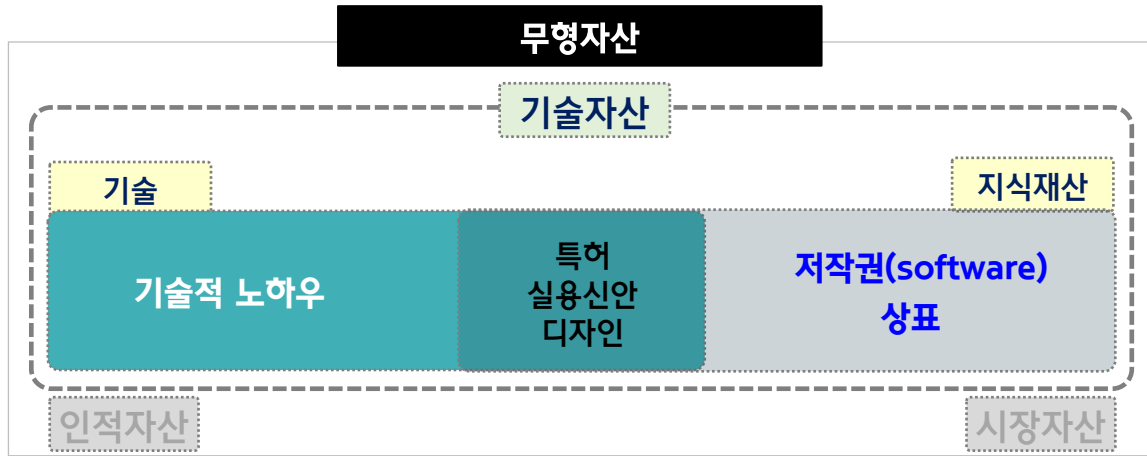 무형자산
기술자산
기술
지식재산
기술적 노하우
특허
실용신안
디자인
저작권(software)
상표
인적자산
시장자산